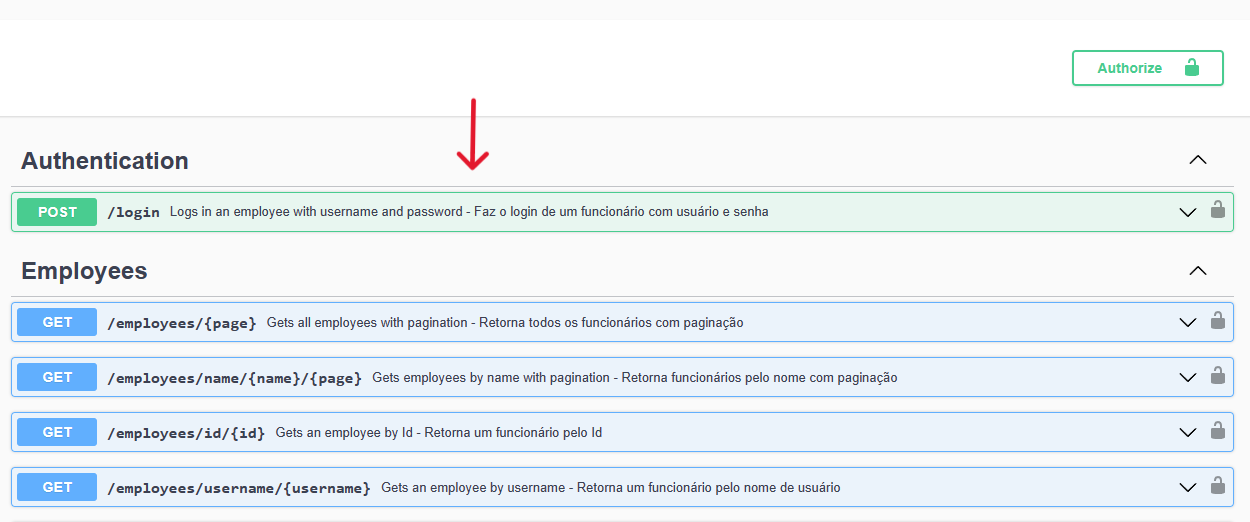 Authorize
Authentication
POST /login Logs in an employee with username and password - Faz o login de um funcionário com usuário e senha
Employees
GET /employees/{page} Gets all employees with pagination - Retorna todos os funcionários com paginação
GET /employees/name/{name}/{page} Gets employees by name with pagination - Retorna funcionários pelo nome com paginação
GET /employees/id/{id} Gets an employee by Id - Retorna um funcionário pelo Id
GET /employees/username/{username} Gets an employee by username - Retorna um funcionário pelo nome de usuário